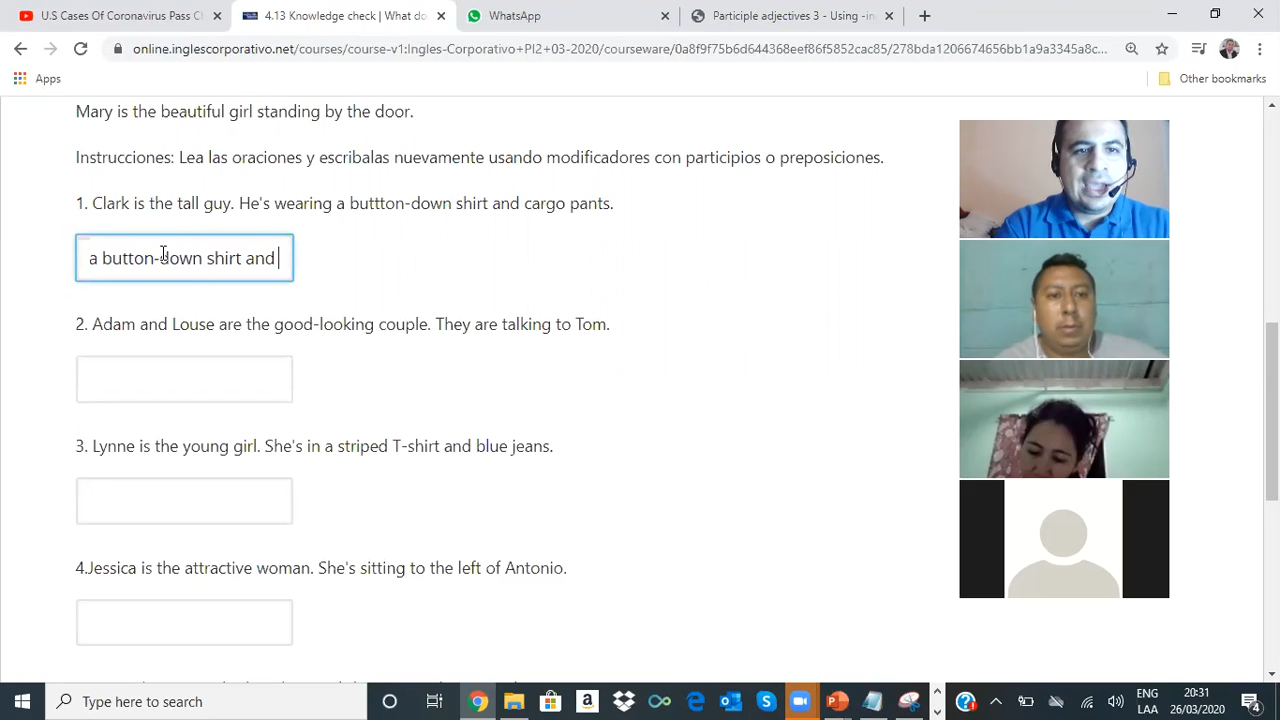 U.S Cases Of Coronavirus Pass C
4.13 Knowledge check | What do
WhatsApp
Participle adjectives 3 - Using -in
online.inglescorporativo.net/courses/course-v1:Ingles-Corporativo+PI2+03-2020/courseware/0a8f9f75b6d644368eef86f5852cac85/278bda1206674656bb1a9a3345a8c...
Apps
Other bookmarks
Mary is the beautiful girl standing by the door.
Instrucciones: Lea las oraciones y escribalas nuevamente usando modificadores con participios o preposiciones.
1. Clark is the tall guy. He's wearing a buttton-down shirt and cargo pants.
a button-down shirt and
2. Adam and Louse are the good-looking couple. They are talking to Tom.
3. Lynne is the young girl. She's in a striped T-shirt and blue jeans.
4.Jessica is the attractive woman. She's sitting to the left of Antonio.
Type here to search
ENG
LAA
20:31
26/03/2020
4